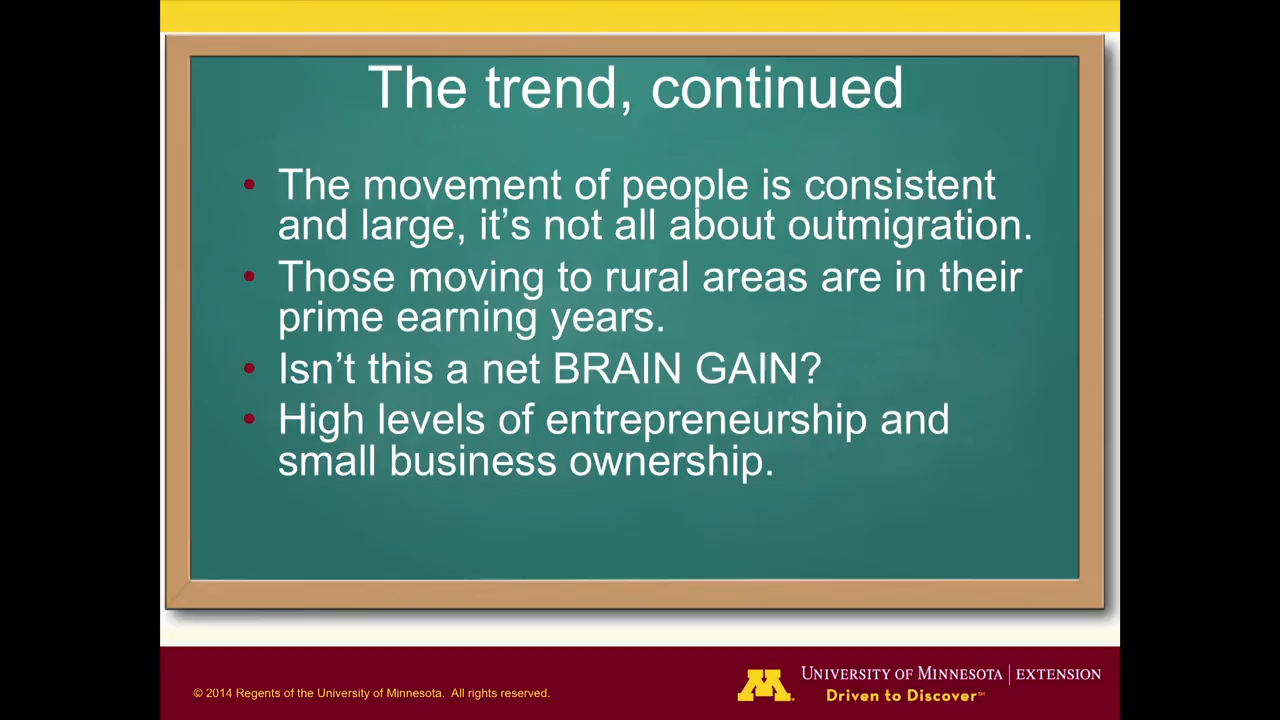 The trend, continued
• The movement of people is consistent
and large, it’s not all about outmigration.
• Those moving to rural areas are in their
prime earning years.
• Isn’t this a net BRAIN GAIN?
• High levels of entrepreneurship and
small business ownership.
© 2014 Regents of the University of Minnesota. All rights reserved.
M
UNIVERSITY OF MINNESOTA | EXTENSION
Driven to Discover℠